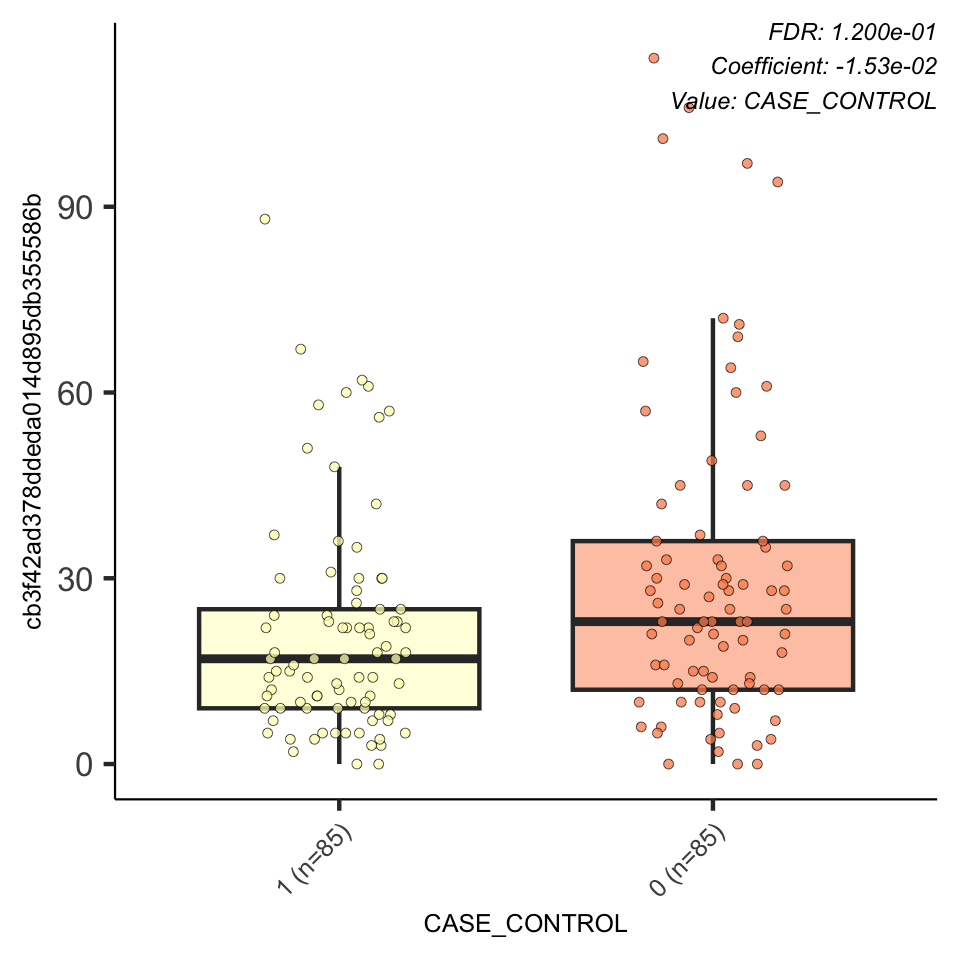 FDR: 1.200e-01
Coefficient: -1.53e-02
Value: CASE_CONTROL
cb3f42ad378ddeda014d895db355586b
90
60
30
0
1 (n=85)
0 (n=85)
CASE_CONTROL